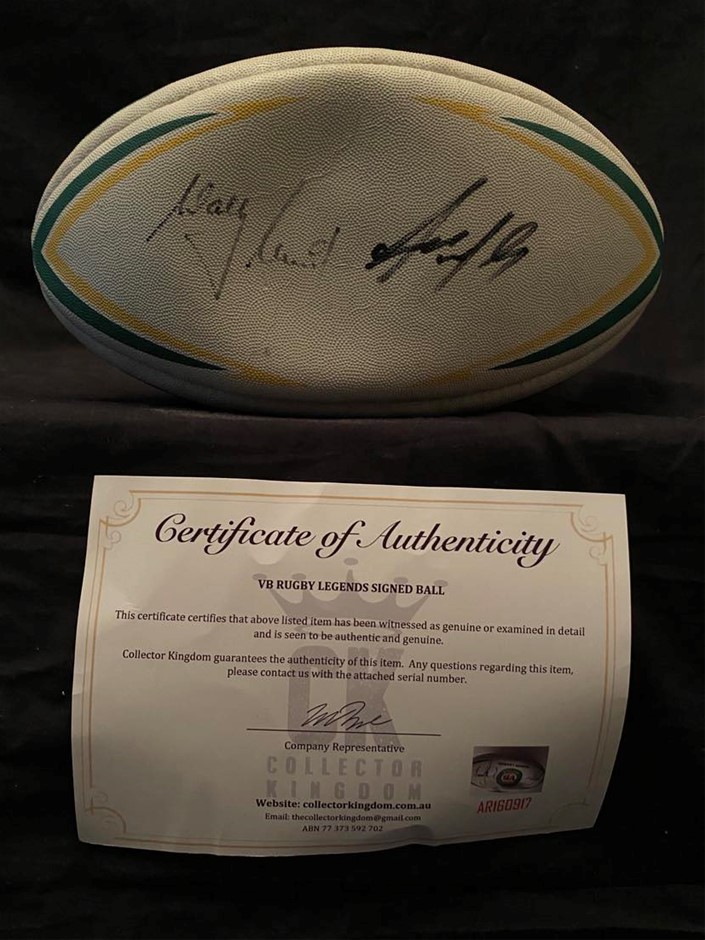 Wally
Certificate of Authenticity
VB RUGBY LEGENDS SIGNED BALL
This certificate certifies that above listed item has been witnessed as genuine or examined in detail
and is seen to be authentic and genuine.
Collector Kingdom guarantees the authenticity of this item. Any questions regarding this item,
please contact us with the attached serial number.
CK
Company Representative
COLLECTOR
KINGDOM
Website: collectorkingdom.com.au
Email: thecollectorkingdom@gmail.com
ABN 77 373 592 702
AR160917